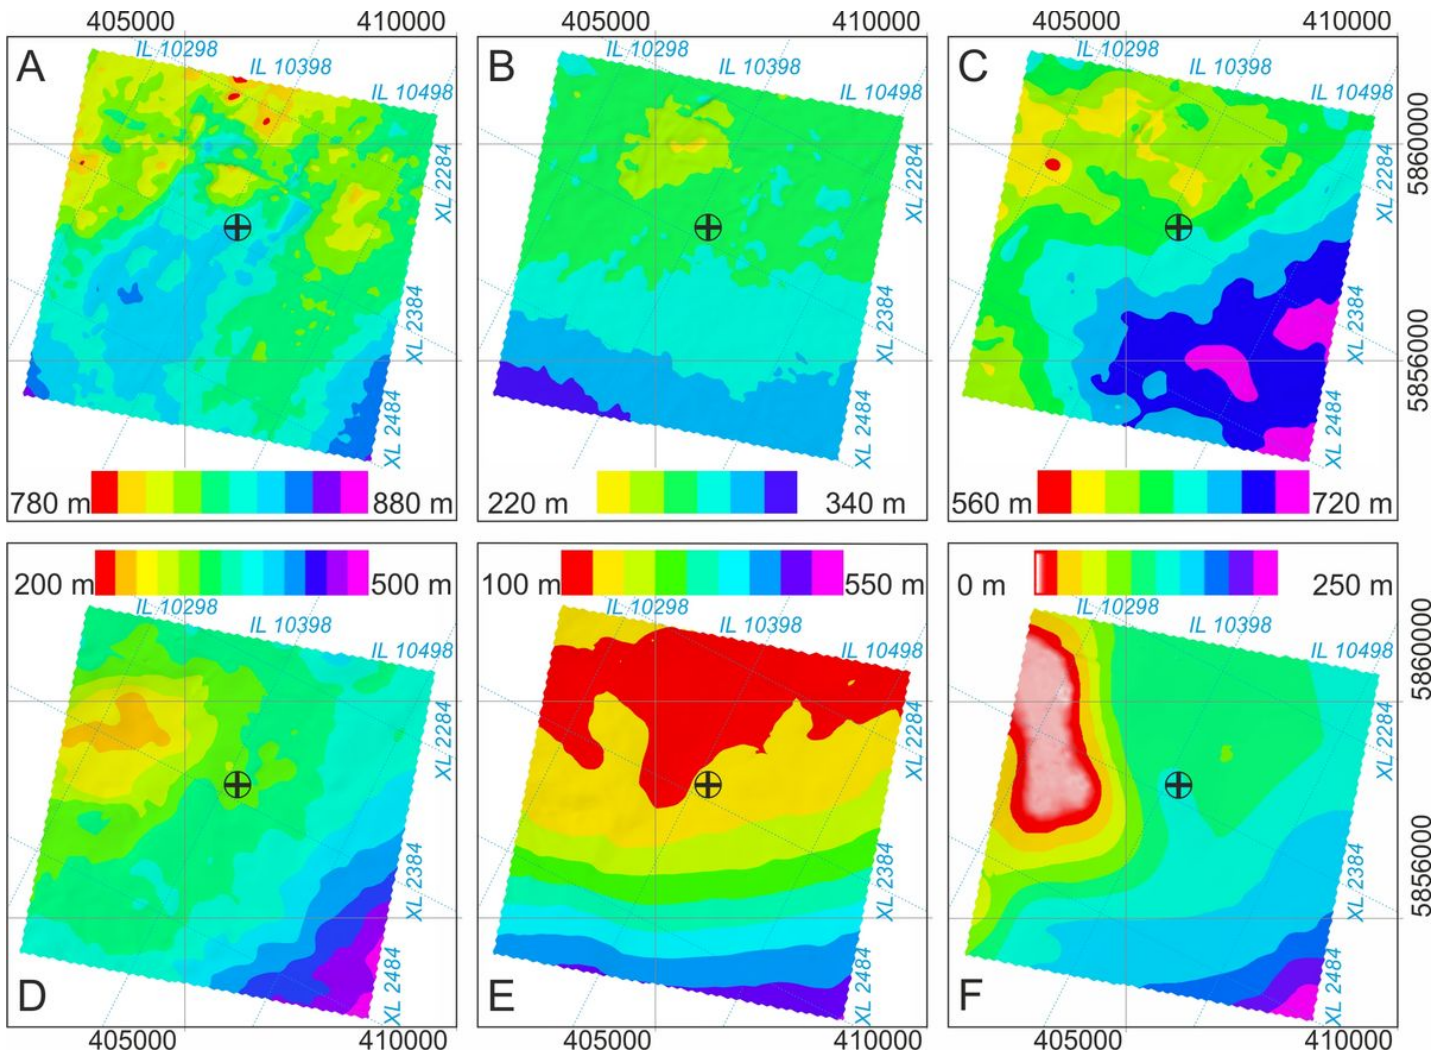 405000 410000 405000 410000 405000 410000
A IL 10298 IL 10398 IL 10498 XL 2284 XL 2384 XL 2484
780 m 880 m
B IL 10298 IL 10398 IL 10498 XL 2284 XL 2384 XL 2484
220 m 340 m
C IL 10298 IL 10398 IL 10498 XL 2284 XL 2384 XL 2484
560 m 720 m
5860000
5856000
200 m 500 m
IL 10298 IL 10398 IL 10498 XL 2284 XL 2384 XL 2484 D
100 m 550 m
IL 10298 IL 10398 IL 10498 XL 2284 XL 2384 XL 2484 E
0 m 250 m
IL 10298 IL 10398 IL 10498 XL 2284 XL 2384 XL 2484 F
5860000
5856000
405000 410000 405000 410000 405000 410000